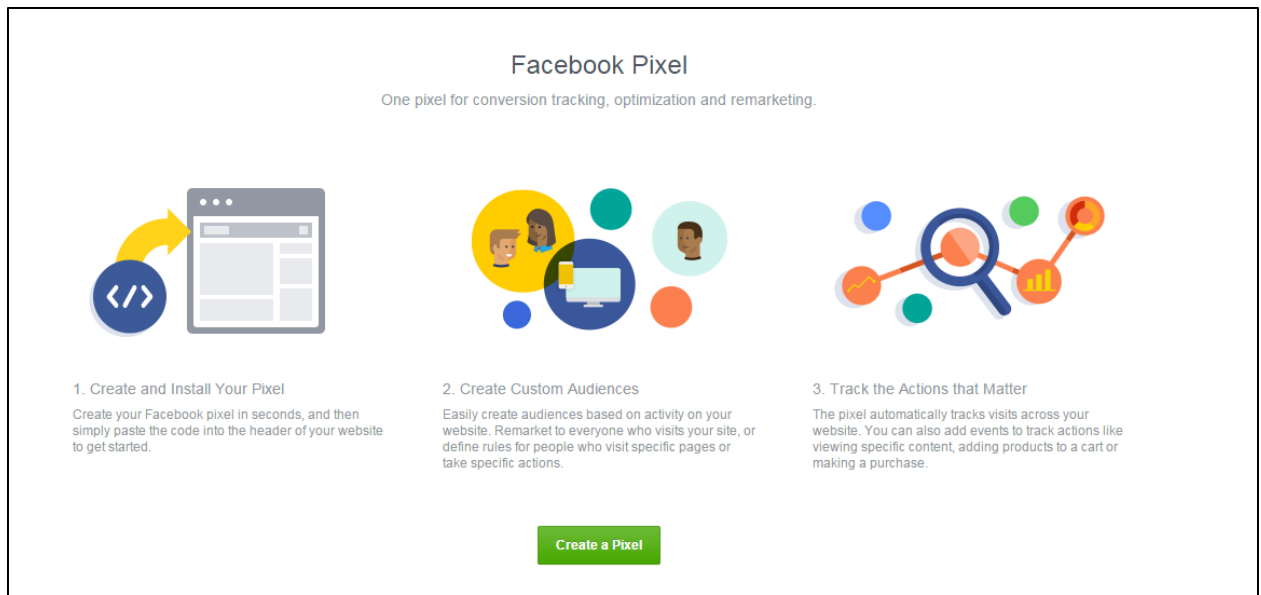 Facebook Pixel
One pixel for conversion tracking, optimization and remarketing.
</>
1. Create and Install Your Pixel
Create your Facebook pixel in seconds, and then
simply paste the code into the header of your website
to get started.
2. Create Custom Audiences
Easily create audiences based on activity on your
website. Remarket to everyone who visits your site, or
define rules for people who visit specific pages or
take specific actions.
3. Track the Actions that Matter
The pixel automatically tracks visits across your
website. You can also add events to track actions like
viewing specific content, adding products to a cart or
making a purchase.
Create a Pixel